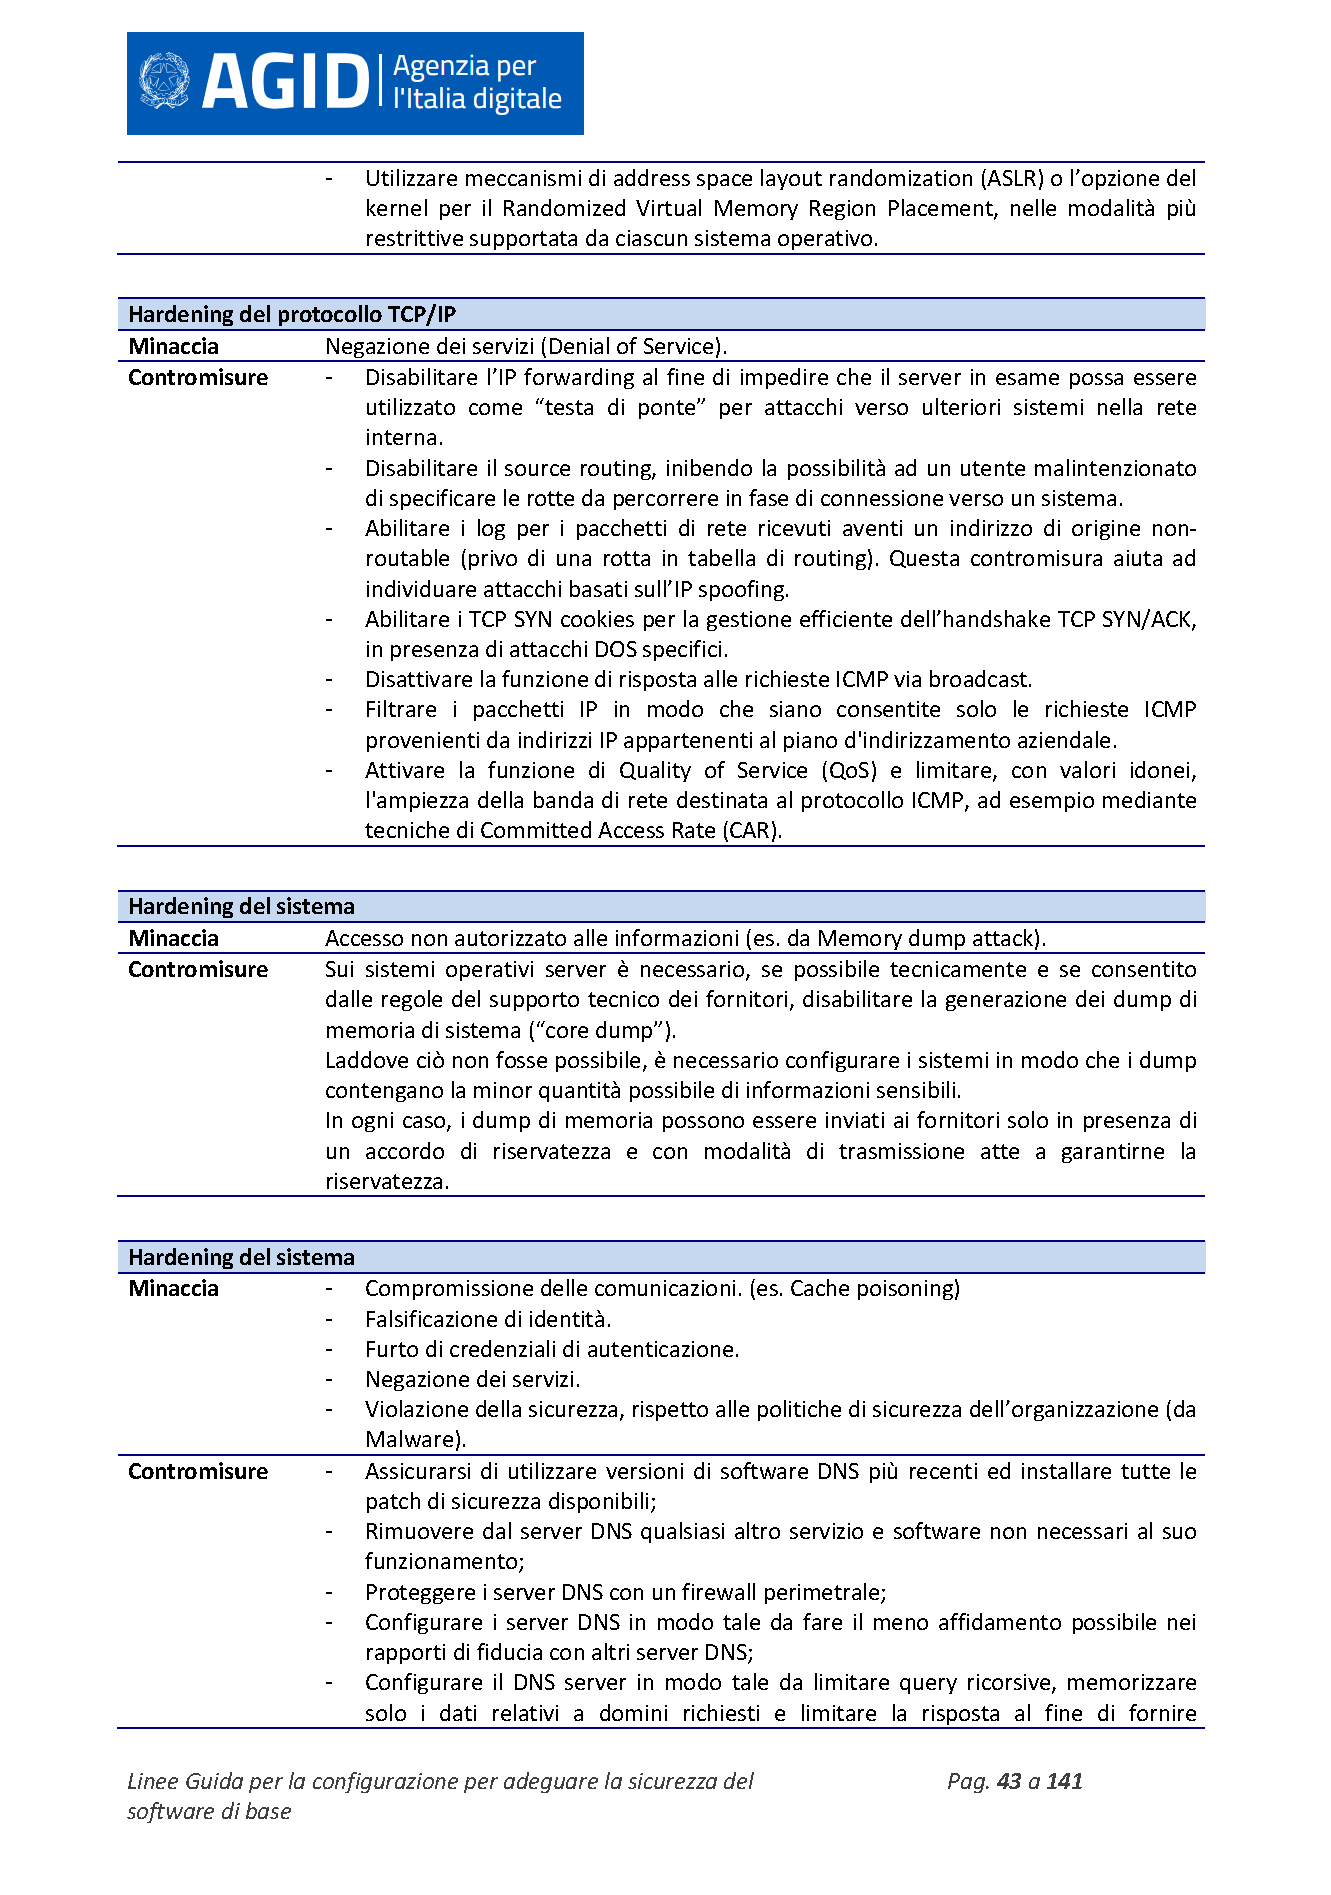 AGID Agenzia per
l'Italia digitale
- Utilizzare meccanismi di address space layout randomization (ASLR) o l’opzione del
kernel per il Randomized Virtual Memory Region Placement, nelle modalità più
restrittive supportata da ciascun sistema operativo.
Hardening del protocollo TCP/IP
Minaccia Negazione dei servizi (Denial of Service).
Contromisure - Disabilitare l’IP forwarding al fine di impedire che il server in esame possa essere
utilizzato come “testa di ponte” per attacchi verso ulteriori sistemi nella rete
interna.
- Disabilitare il source routing, inibendo la possibilità ad un utente malintenzionato
di specificare le rotte da percorrere in fase di connessione verso un sistema.
- Abilitare i log per i pacchetti di rete ricevuti aventi un indirizzo di origine non-
routable (privo di una rotta in tabella di routing). Questa contromisura aiuta ad
individuare attacchi basati sull’IP spoofing.
- Abilitare i TCP SYN cookies per la gestione efficiente dell’handshake TCP SYN/ACK,
in presenza di attacchi DOS specifici.
- Disattivare la funzione di risposta alle richieste ICMP via broadcast.
- Filtrare i pacchetti IP in modo che siano consentite solo le richieste ICMP
provenienti da indirizzi IP appartenenti al piano d'indirizzamento aziendale.
- Attivare la funzione di Quality of Service (QoS) e limitare, con valori idonei,
l'ampiezza della banda di rete destinata al protocollo ICMP, ad esempio mediante
tecniche di Committed Access Rate (CAR).
Hardening del sistema
Minaccia Accesso non autorizzato alle informazioni (es. da Memory dump attack).
Contromisure Sui sistemi operativi server è necessario, se possibile tecnicamente e se consentito
dalle regole del supporto tecnico dei fornitori, disabilitare la generazione dei dump di
memoria di sistema (“core dump”).
Laddove ciò non fosse possibile, è necessario configurare i sistemi in modo che i dump
contengano la minor quantità possibile di informazioni sensibili.
In ogni caso, i dump di memoria possono essere inviati ai fornitori solo in presenza di
un accordo di riservatezza e con modalità di trasmissione atte a garantirne la
riservatezza.
Hardening del sistema
Minaccia - Compromissione delle comunicazioni. (es. Cache poisoning)
- Falsificazione di identità.
- Furto di credenziali di autenticazione.
- Negazione dei servizi.
- Violazione della sicurezza, rispetto alle politiche di sicurezza dell’organizzazione (da
Malware).
Contromisure - Assicurarsi di utilizzare versioni di software DNS più recenti ed installare tutte le
patch di sicurezza disponibili;
- Rimuovere dal server DNS qualsiasi altro servizio e software non necessari al suo
funzionamento;
- Proteggere i server DNS con un firewall perimetrale;
- Configurare i server DNS in modo tale da fare il meno affidamento possibile nei
rapporti di fiducia con altri server DNS;
- Configurare il DNS server in modo tale da limitare query ricorsive, memorizzare
solo i dati relativi a domini richiesti e limitare la risposta al fine di fornire
Linee Guida per la configurazione per adeguare la sicurezza del Pag. 43 a 141
software di base